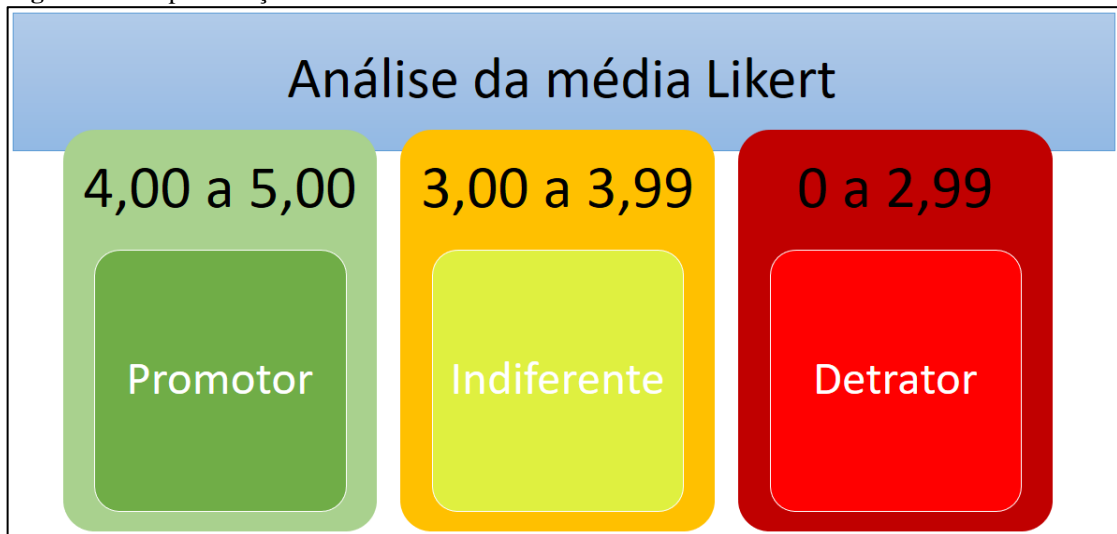 Análise da média Likert
4,00 a 5,00
3,00 a 3,99
0 a 2,99
Promotor
Indiferente
Detrator